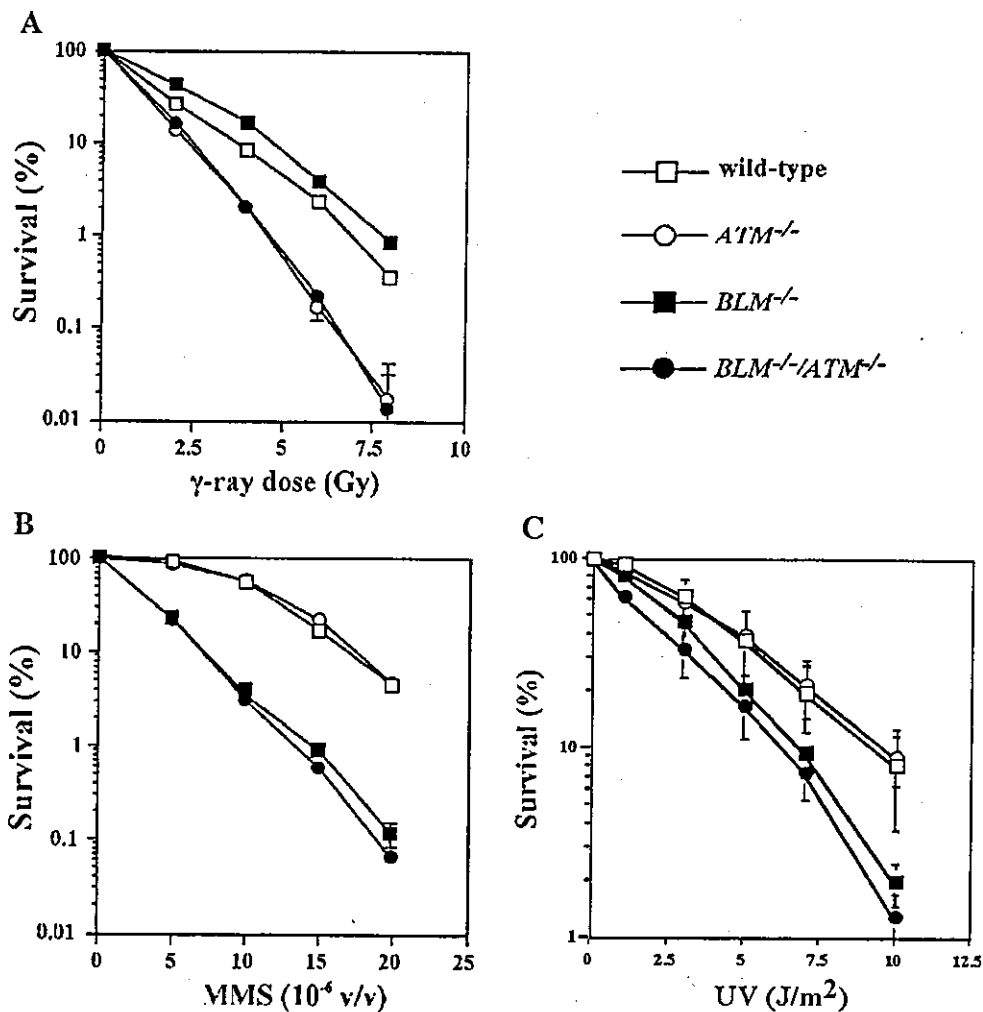 A
100
10
1
0.1
0.01
Survival (%)
0 2.5 5 7.5 10
γ-ray dose (Gy)
wild-type
ATM-/-
BLM-/-
BLM-/-/ATM-/-
B
100
10
1
0.1
0.01
Survival (%)
0 5 10 15 20 25
MMS (10⁻⁶ v/v)
C
100
10
1
Survival (%)
0 2.5 5 7.5 10 12.5
UV (J/m²)